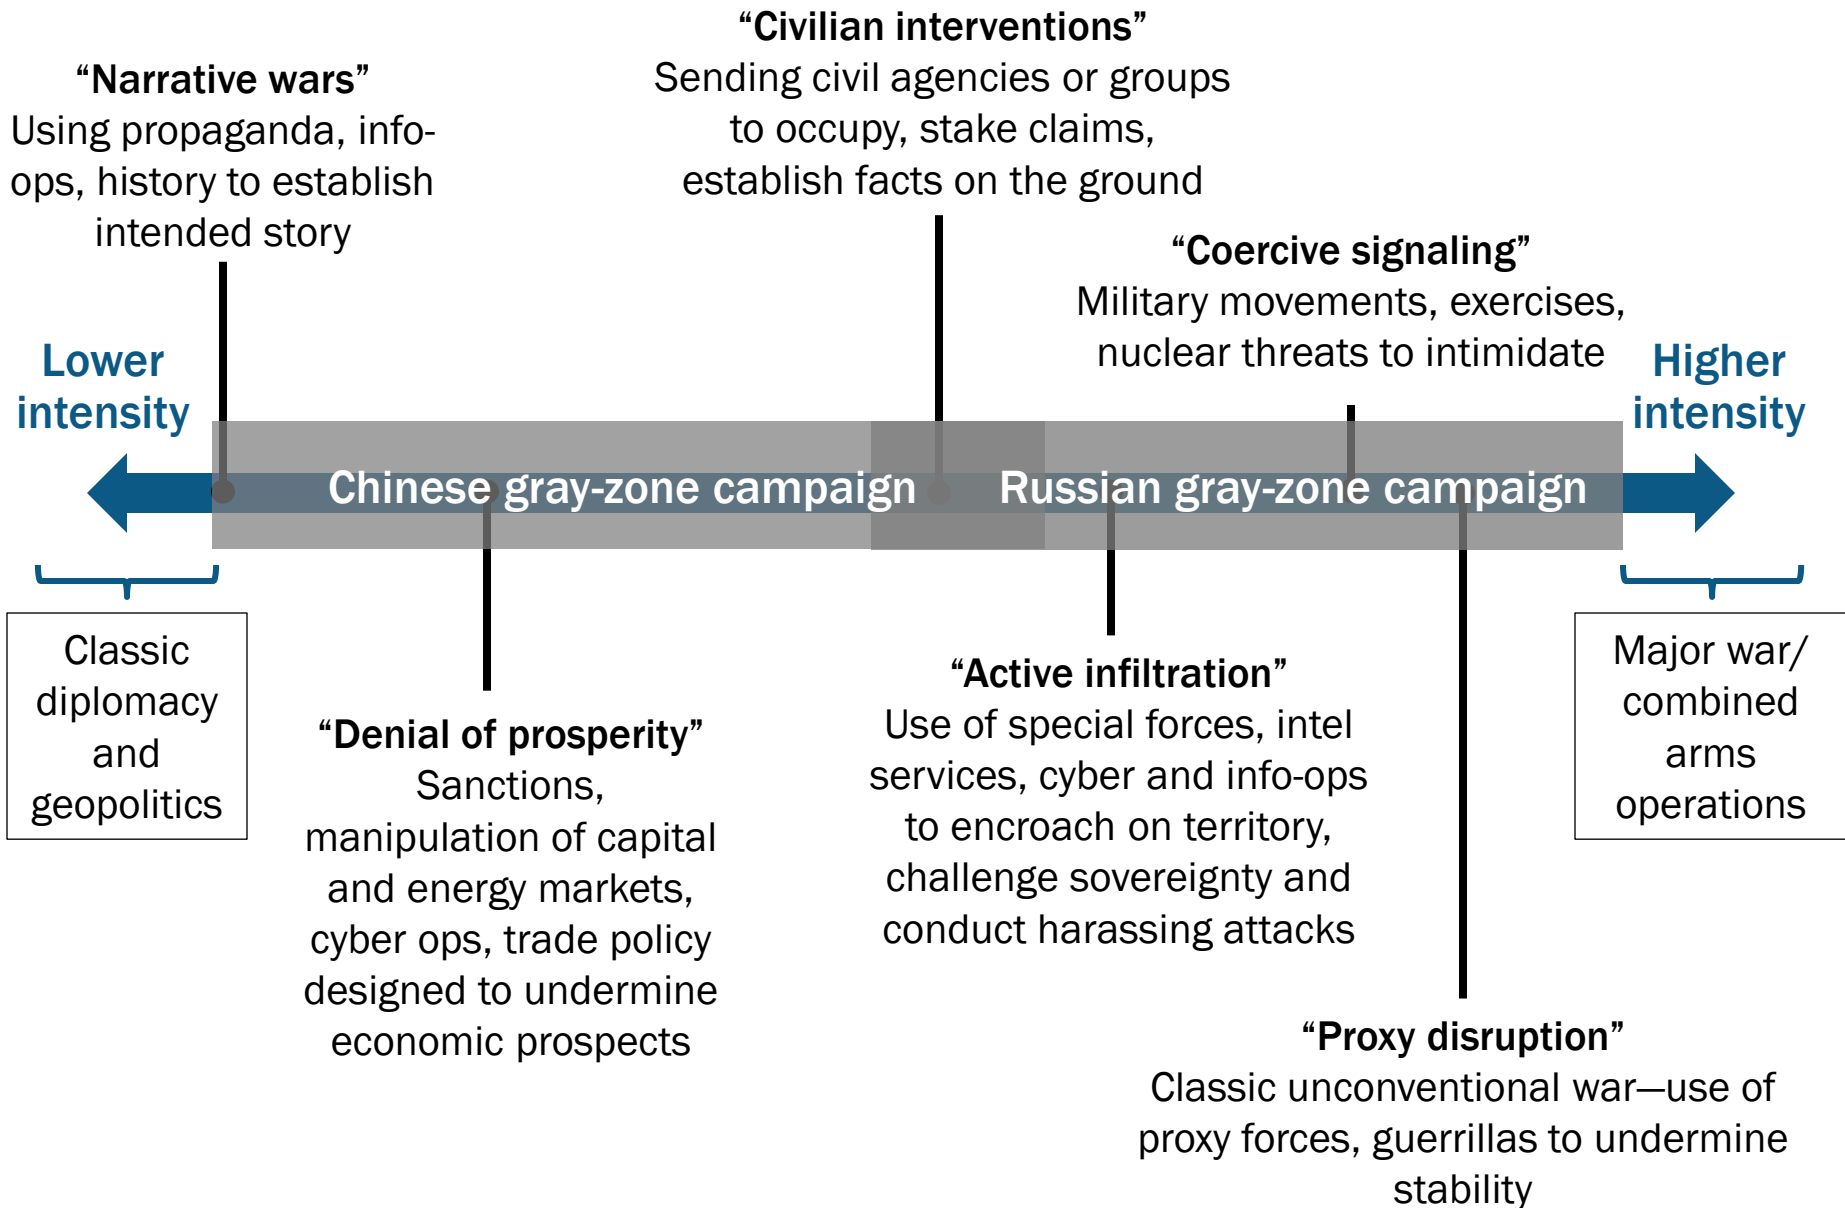 “Narrative wars”
Using propaganda, info-
ops, history to establish
intended story
“Civilian interventions”
Sending civil agencies or groups
to occupy, stake claims,
establish facts on the ground
“Coercive signaling”
Military movements, exercises,
nuclear threats to intimidate
Lower
intensity
Higher
intensity
Chinese gray-zone campaign
Russian gray-zone campaign
Classic
diplomacy
and
geopolitics
“Denial of prosperity”
Sanctions,
manipulation of capital
and energy markets,
cyber ops, trade policy
designed to undermine
economic prospects
“Active infiltration”
Use of special forces, intel
services, cyber and info-ops
to encroach on territory,
challenge sovereignty and
conduct harassing attacks
Major war/
combined
arms
operations
“Proxy disruption”
Classic unconventional war—use of
proxy forces, guerrillas to undermine
stability